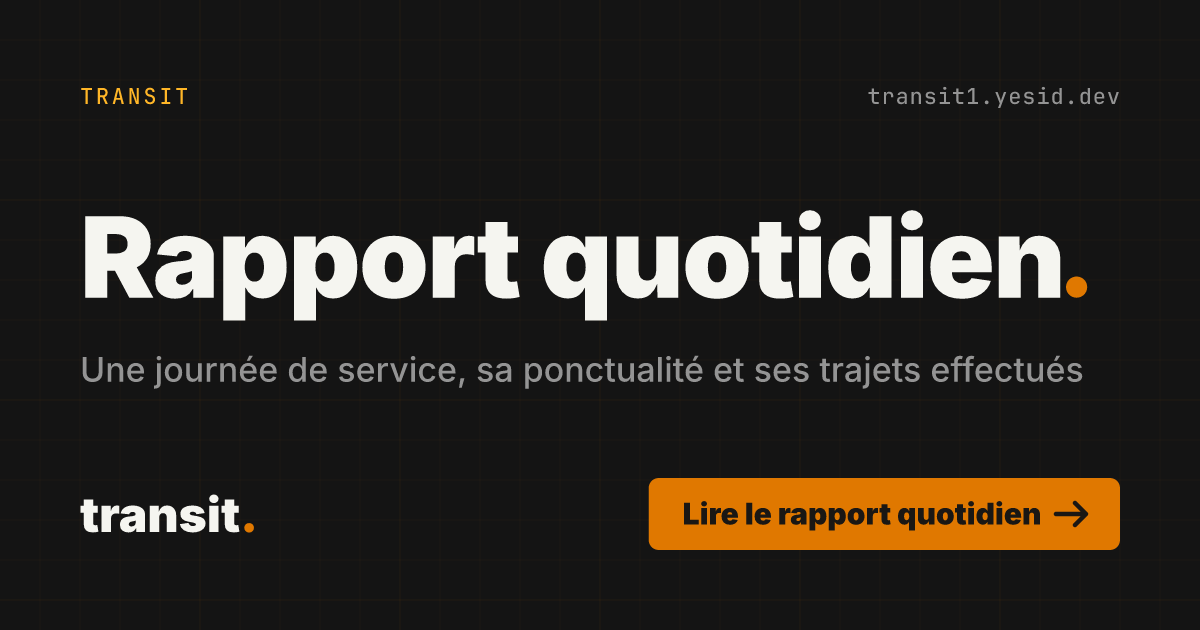 TRANSIT
transit1.yesid.dev
Rapport quotidien.
Une journée de service, sa ponctualité et ses trajets effectués
transit.
Lire le rapport quotidien →